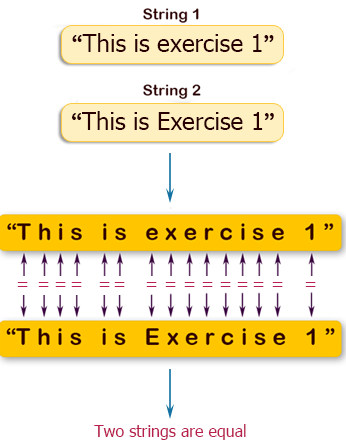 String 1
“This is exercise 1”
String 2
“This is Exercise 1”
“This is exercise 1”
= = = = = = = = = = = = = = =
“This is Exercise 1”
Two strings are equal